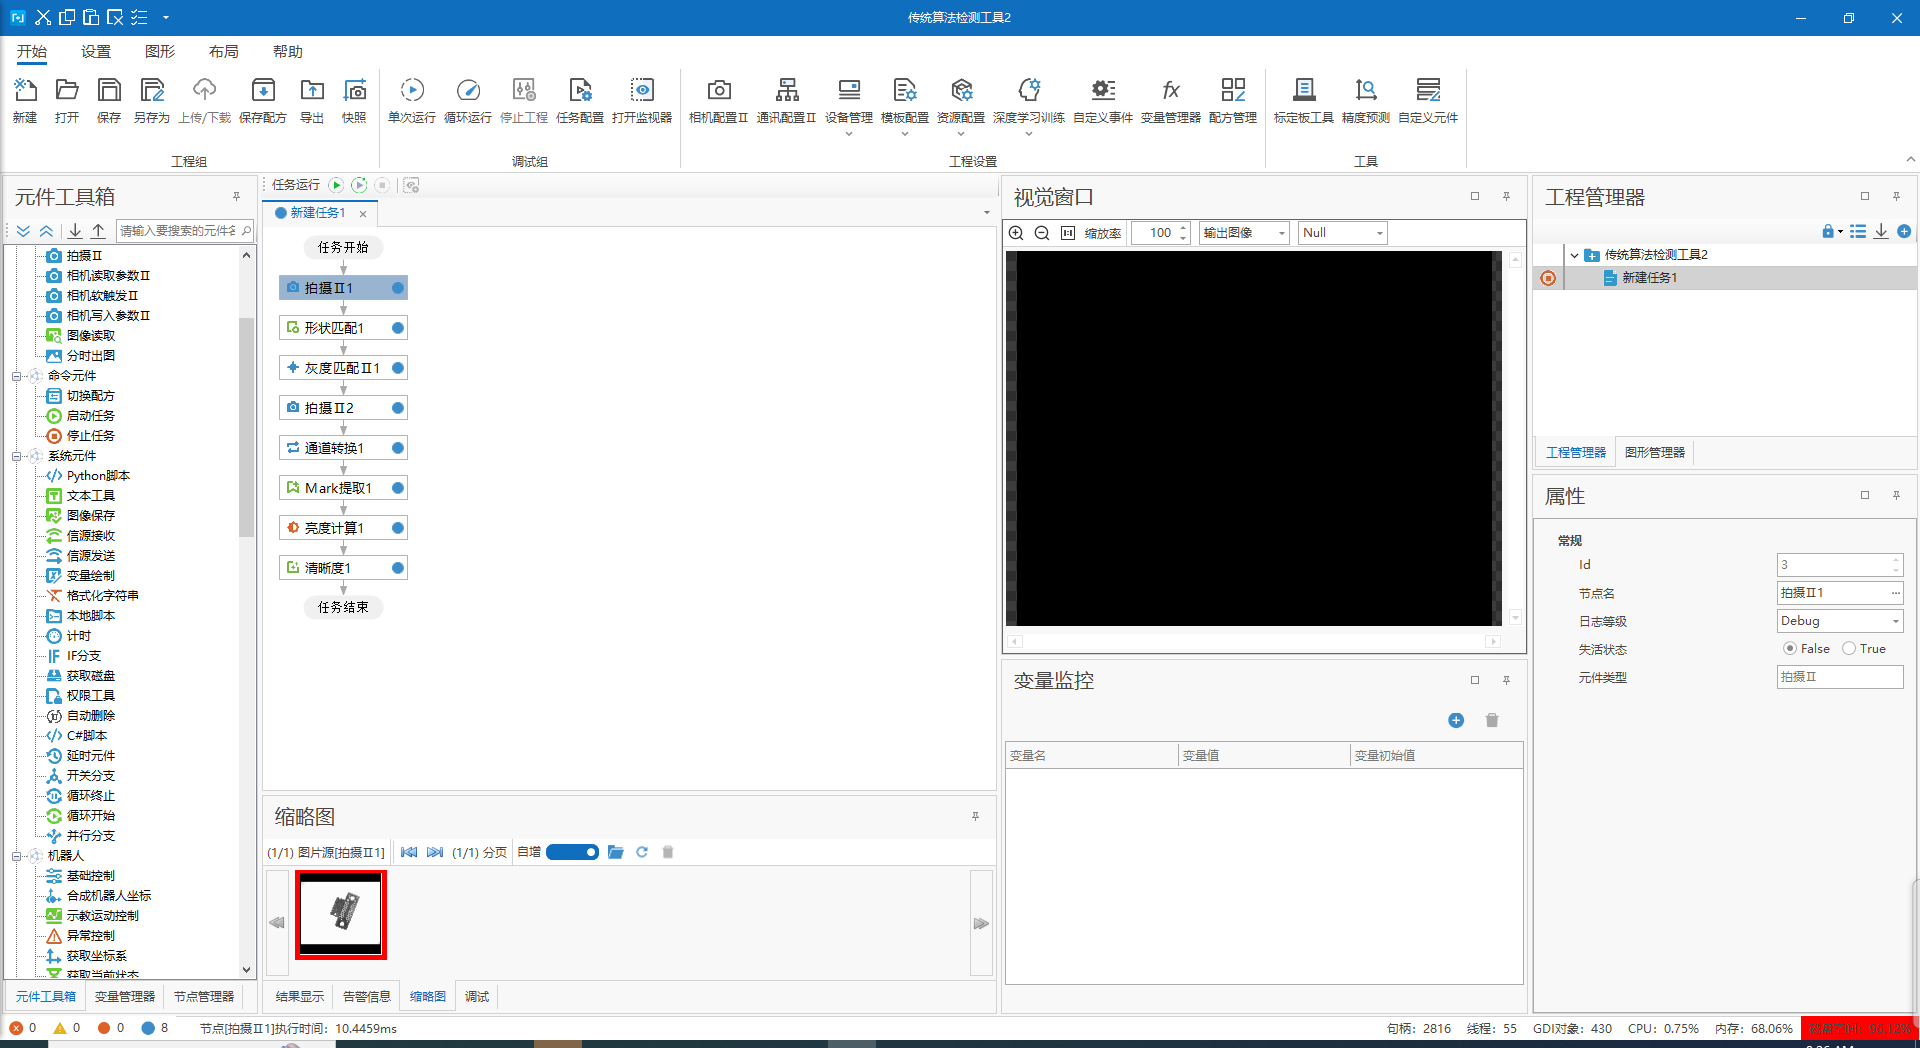 传统算法检测工具2
开始 设置 图形 布局 帮助
新建 打开 保存 另存为 上传/下载 保存配方 导出 快照 单次运行 循环运行 停止工程 任务配置 打开监视器 相机配置II 通讯配置II 设备管理 模板配置 资源配置 深度学习训练 自定义事件 变量管理器 配方管理 标定板工具 精度预测 自定义元件
工程组 调试组 工程设置 工具
元件工具箱
请输入要搜索的元件名
拍摄II
相机读取参数II
相机软触发II
相机写入参数II
图像读取
分时出图
命令元件
切换配方
启动任务
停止任务
系统元件
Python脚本
文本工具
图像保存
信源接收
信源发送
变量绘制
格式化字符串
本地脚本
计时
IF分支
获取磁盘
权限工具
自动删除
C#脚本
延时元件
开关分支
循环终止
循环开始
并行分支
机器人
基础控制
合成机器人坐标
示教运动控制
异常控制
获取坐标系
获取当前状态
元件工具箱 变量管理器 节点管理器
任务运行
新建任务1
任务开始
拍摄II1
形状匹配1
灰度匹配II1
拍摄II2
通道转换1
Mark提取1
亮度计算1
清晰度1
任务结束
缩略图
(1/1) 图片源[拍摄II1] (1/1) 分页 自增
结果显示 告警信息 缩略图 调试
视觉窗口
缩放率 100 输出图像 Null
变量监控
变量名 变量值 变量初始值
工程管理器
传统算法检测工具2
新建任务1
工程管理器 图形管理器
属性
常规
Id 3
节点名 拍摄II1 ...
日志等级 Debug
失活状态 False True
元件类型 拍摄II
0 0 0 8 节点[拍摄II1]执行时间：10.4459ms 句柄：2816 线程：55 GDI对象：430 CPU：0.75% 内存：68.06%